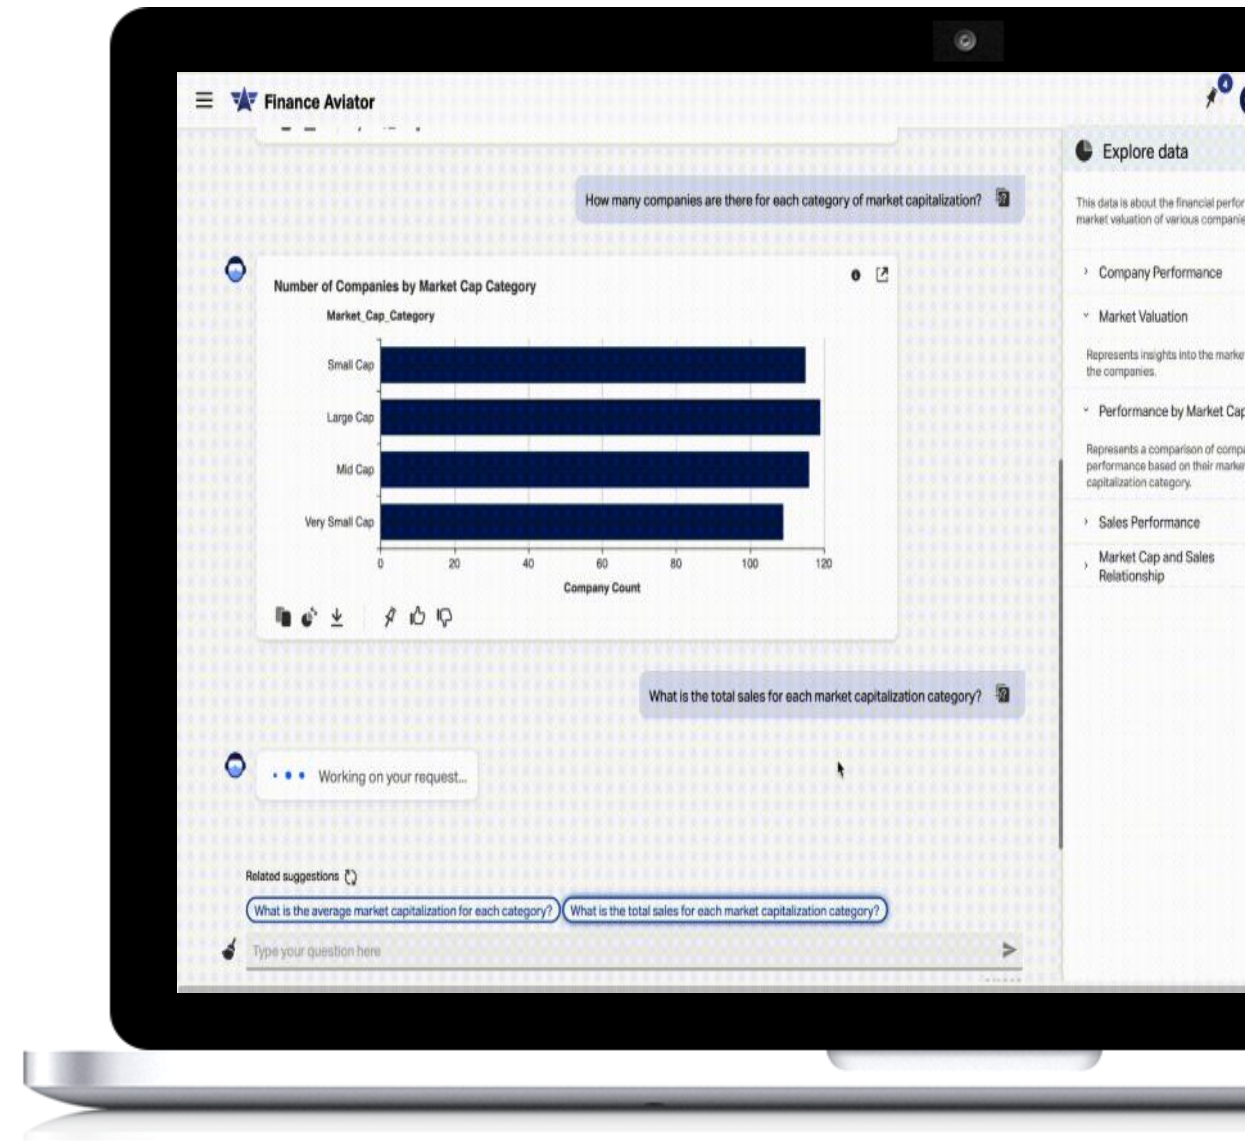 Finance Aviator
4
How many companies are there for each category of market capitalization?
Number of Companies by Market Cap Category
Market_Cap_Category
Small Cap
Large Cap
Mid Cap
Very Small Cap
0 20 40 60 80 100 120
Company Count
What is the total sales for each market capitalization category?
Working on your request...
Related suggestions
What is the average market capitalization for each category?
What is the total sales for each market capitalization category?
Type your question here
Explore data
This data is about the financial perfor
market valuation of various companie
Company Performance
Market Valuation
Represents insights into the marke
the companies.
Performance by Market Cap
Represents a comparison of compa
performance based on their marke
capitalization category.
Sales Performance
Market Cap and Sales
Relationship